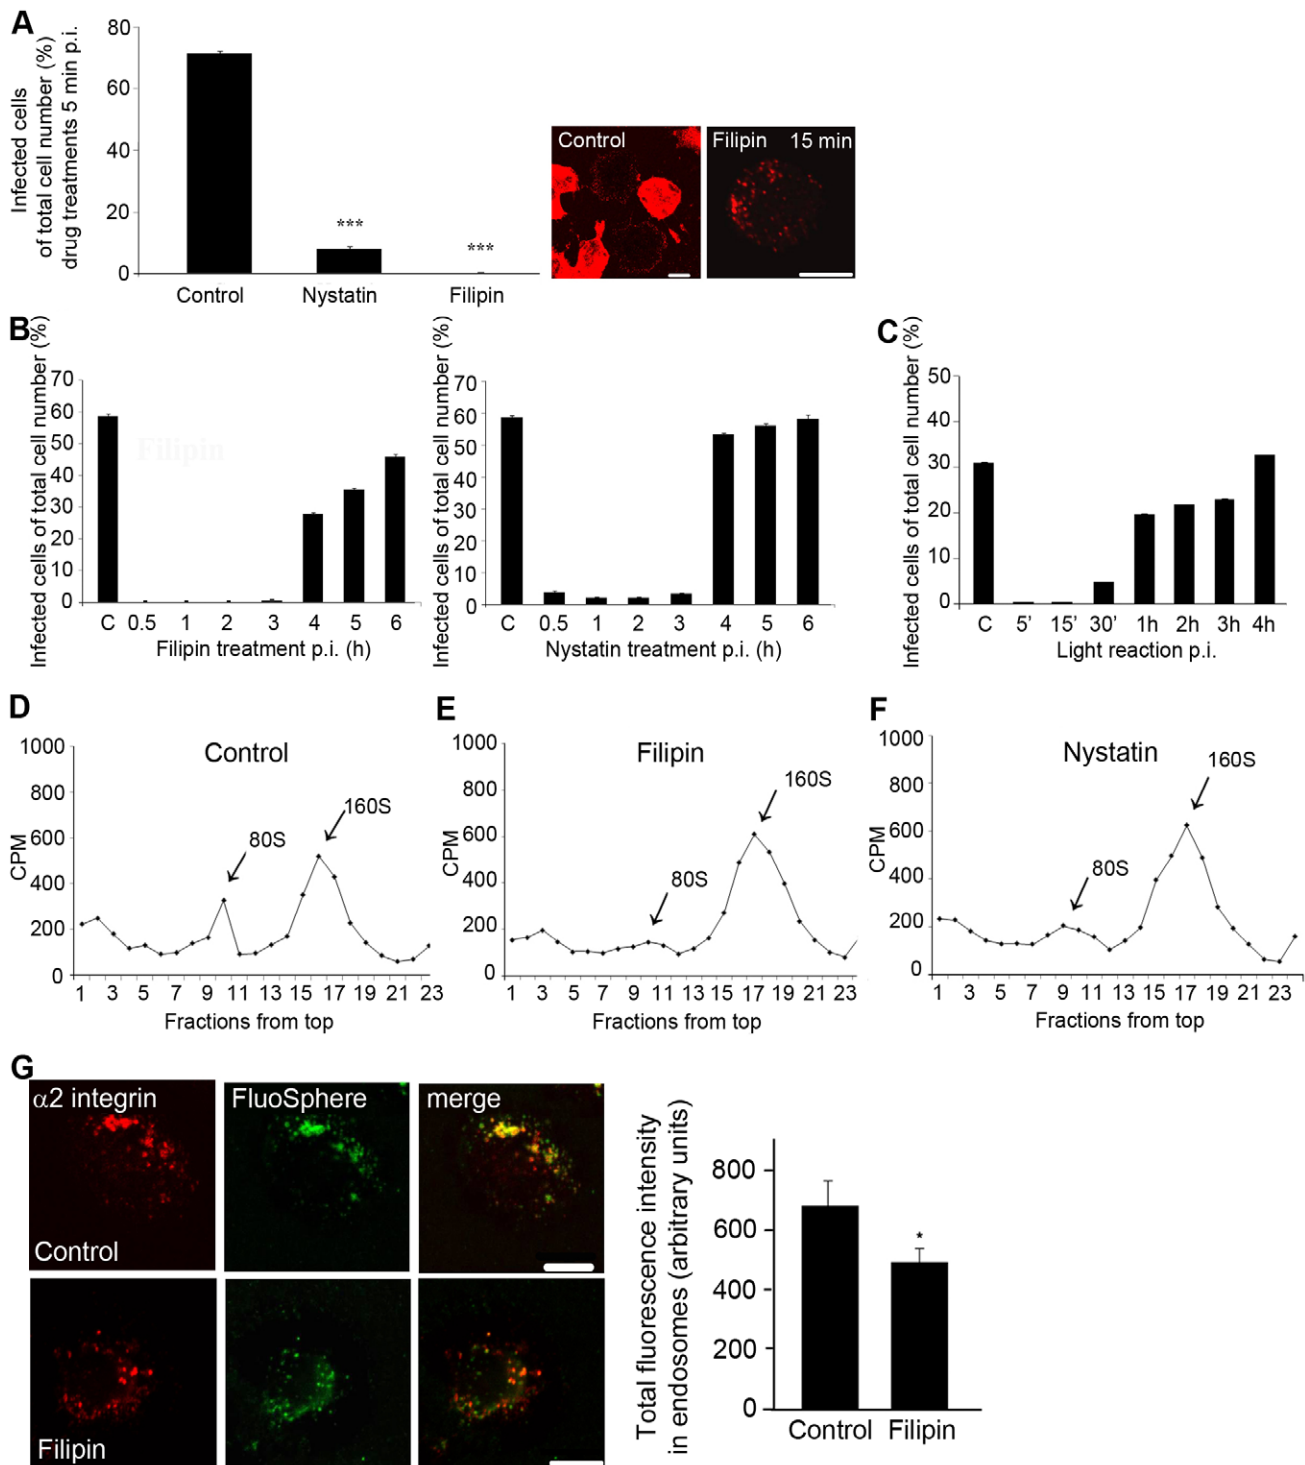 A
Infected cells
of total cell number (%)
drug treatments 5 min p.i.
80
60
40
20
0
***
***
Control
Nystatin
Filipin
Control
Filipin 15 min
B
Infected cells of total cell number (%)
70
60
50
40
30
20
10
0
Filipin
C 0.5 1 2 3 4 5 6
Filipin treatment p.i. (h)
Infected cells of total cell number (%)
70
60
50
40
30
20
10
0
C 0.5 1 2 3 4 5 6
Nystatin treatment p.i. (h)
C
Infected cells of total cell number (%)
50
40
30
20
10
0
C 5' 15' 30' 1h 2h 3h 4h
Light reaction p.i.
D
Control
CPM
1000
800
600
400
200
0
80S
160S
1 3 5 7 9 11 13 15 17 19 21 23
Fractions from top
E
Filipin
CPM
1000
800
600
400
200
0
80S
160S
1 3 5 7 9 11 13 15 17 19 21 23
Fractions from top
F
Nystatin
CPM
1000
800
600
400
200
0
80S
160S
1 3 5 7 9 11 13 15 17 19 21 23
Fractions from top
G
α2 integrin
FluoSphere
merge
Control
Filipin
Total fluorescence intensity
in endosomes (arbitrary units)
800
600
400
200
0
*
Control Filipin